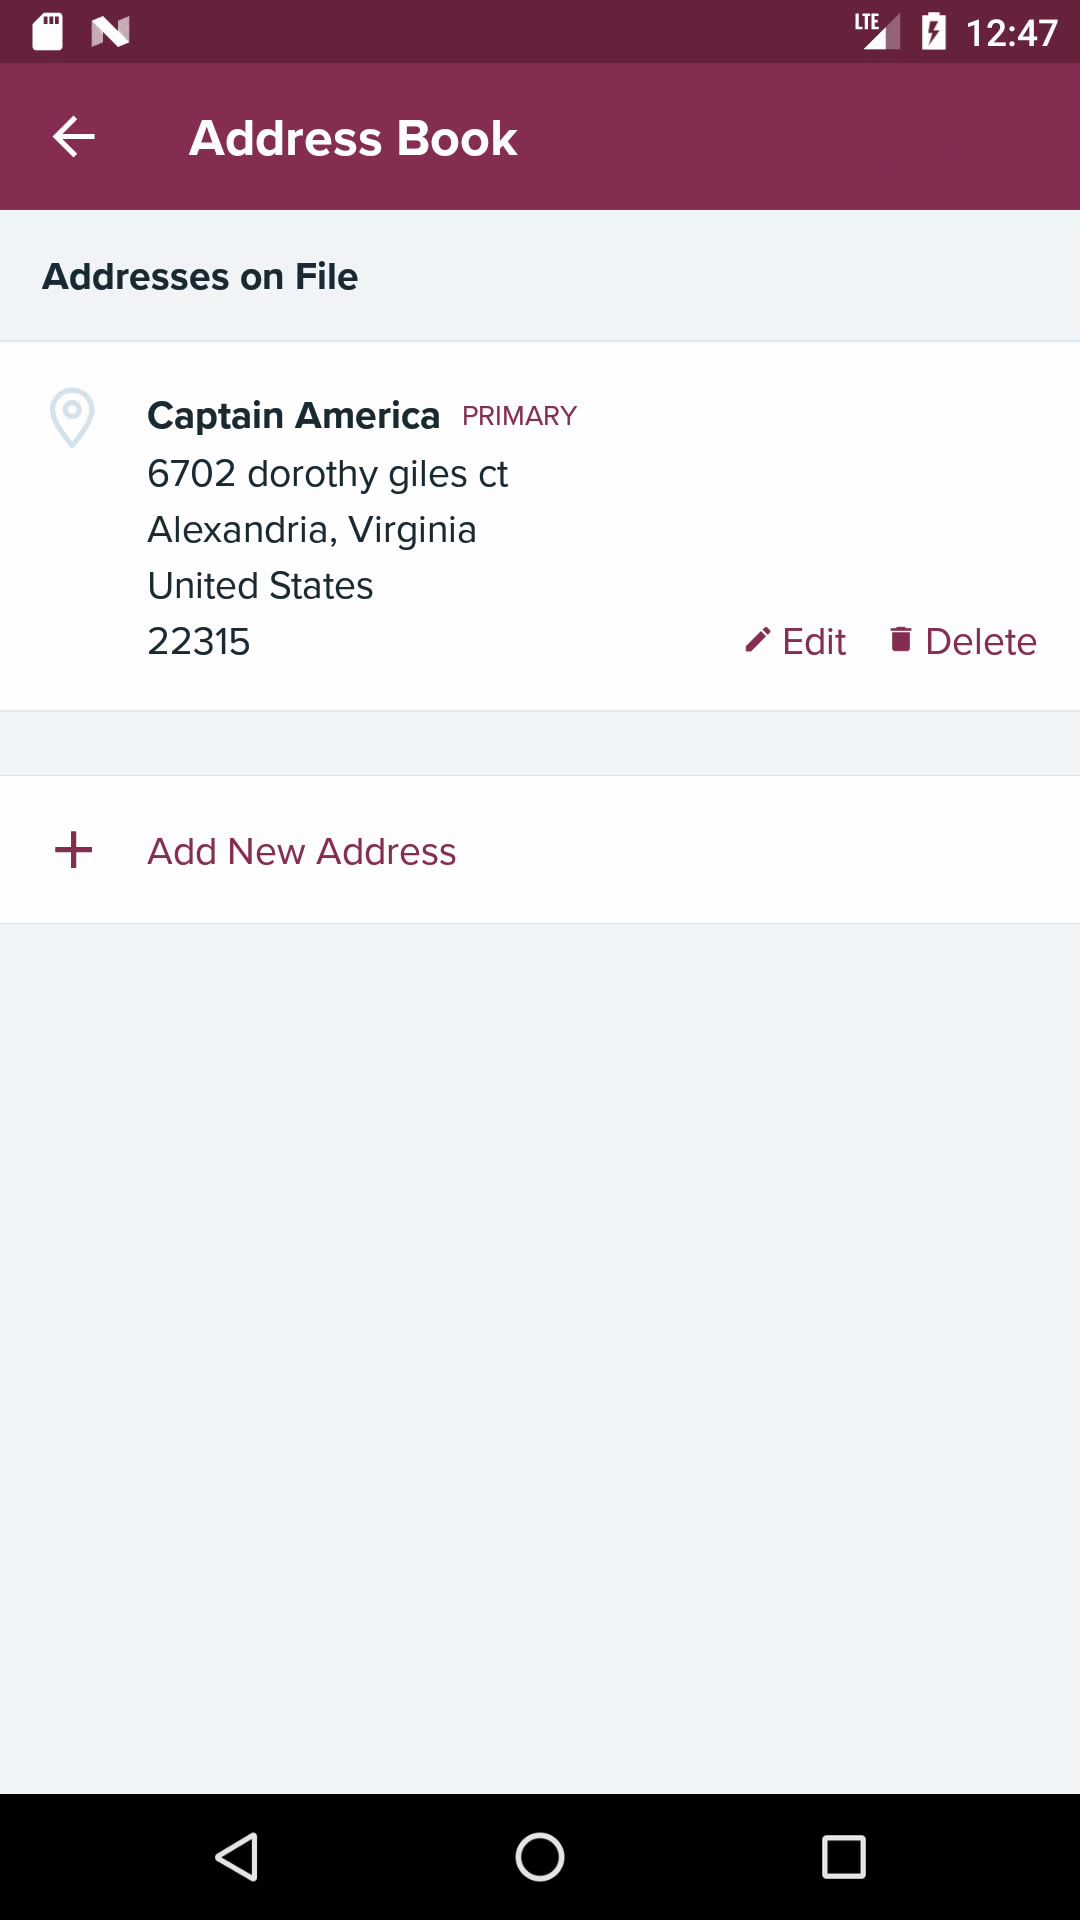 LTE 12:47
Address Book
Addresses on File
Captain America PRIMARY
6702 dorothy giles ct
Alexandria, Virginia
United States
22315 Edit Delete
Add New Address